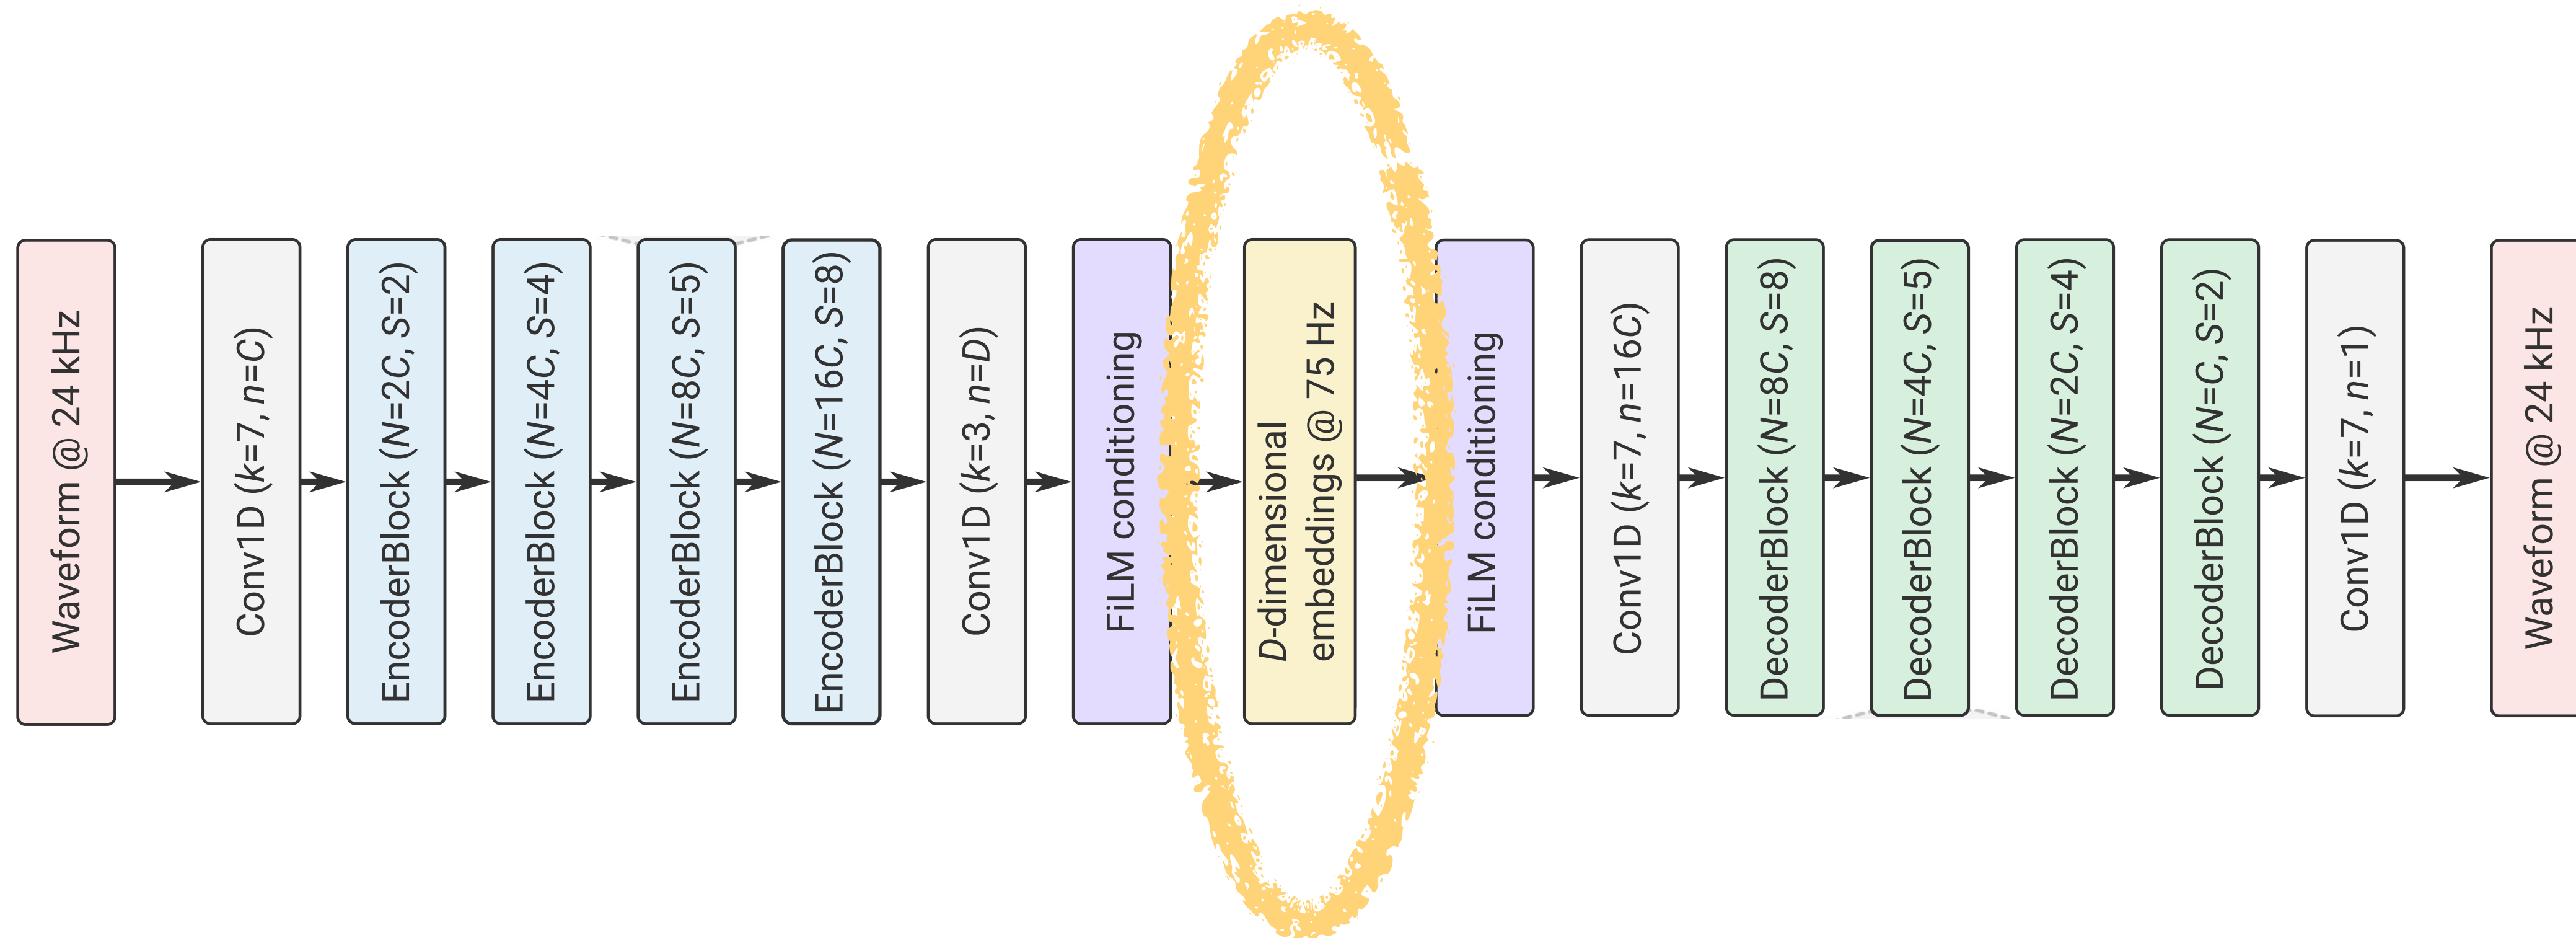 Waveform @ 24 kHz
Conv1D (k=7, n=C)
EncoderBlock (N=2C, S=2)
EncoderBlock (N=4C, S=4)
EncoderBlock (N=8C, S=5)
EncoderBlock (N=16C, S=8)
Conv1D (k=3, n=D)
FiLM conditioning
D-dimensional
embeddings @ 75 Hz
FiLM conditioning
Conv1D (k=7, n=16C)
DecoderBlock (N=8C, S=8)
DecoderBlock (N=4C, S=5)
DecoderBlock (N=2C, S=4)
DecoderBlock (N=C, S=2)
Conv1D (k=7, n=1)
Waveform @ 24 kHz